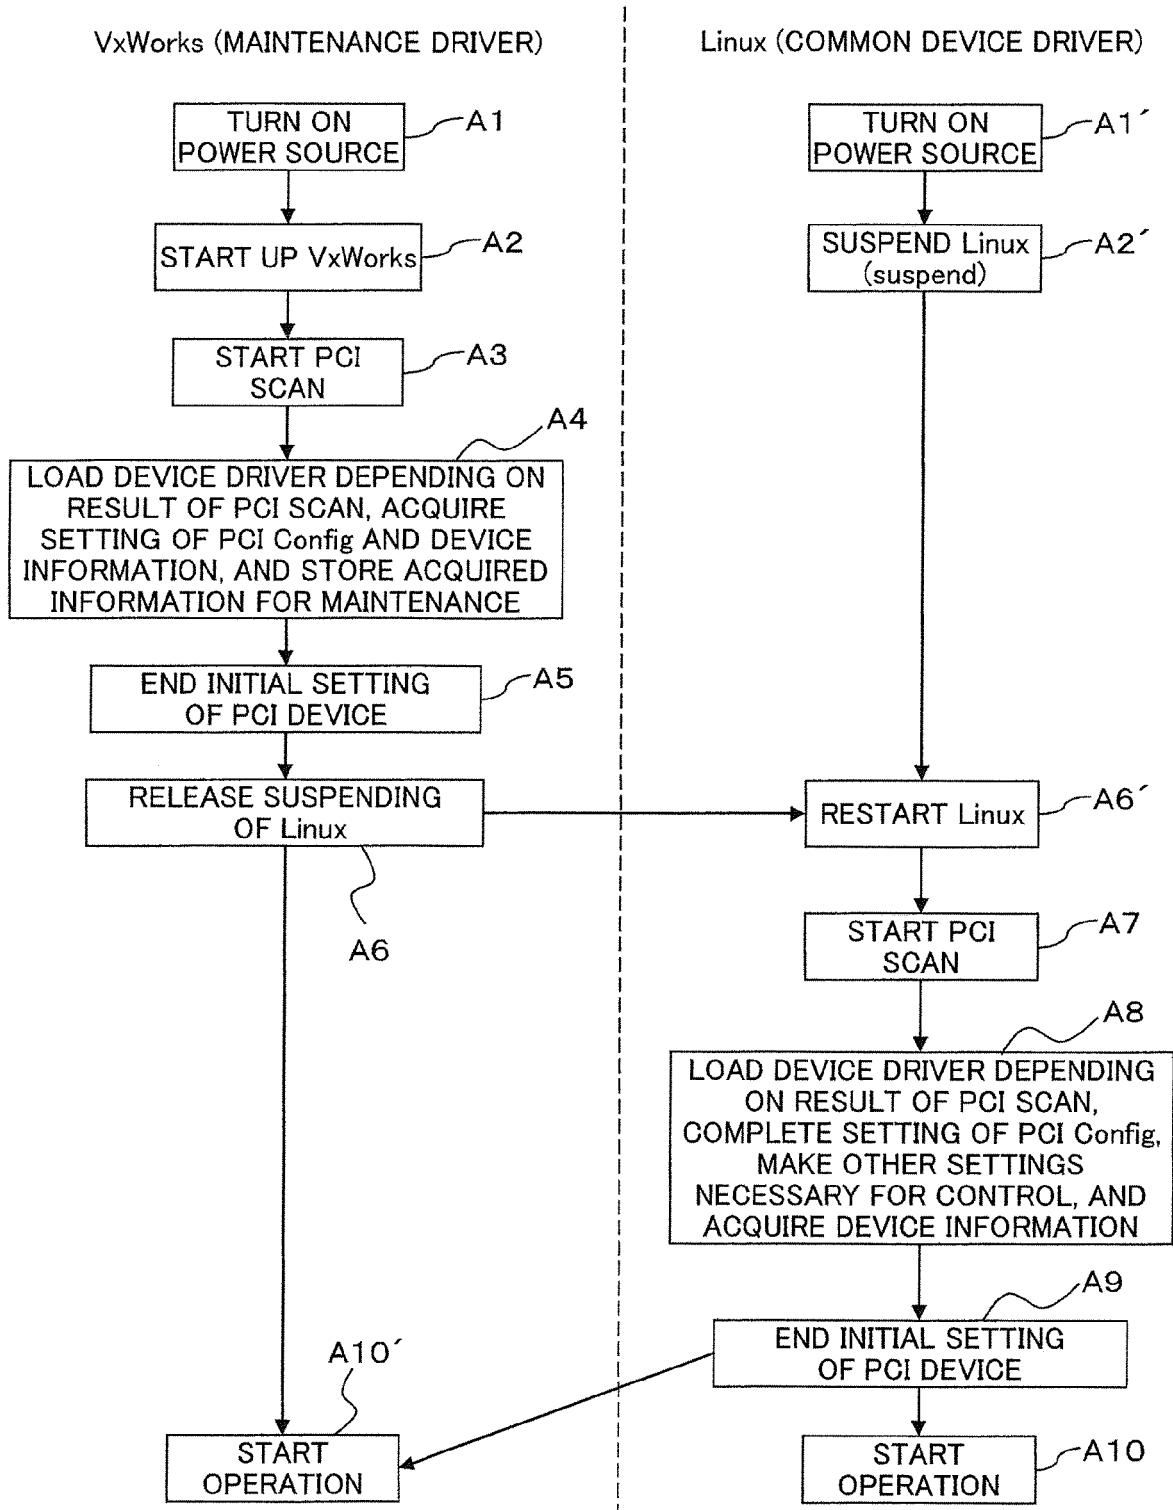 VxWorks (MAINTENANCE DRIVER)
Linux (COMMON DEVICE DRIVER)
TURN ON
POWER SOURCE
A1
START UP VxWorks
A2
START PCI
SCAN
A3
A4
LOAD DEVICE DRIVER DEPENDING ON
RESULT OF PCI SCAN, ACQUIRE
SETTING OF PCI Config AND DEVICE
INFORMATION, AND STORE ACQUIRED
INFORMATION FOR MAINTENANCE
END INITIAL SETTING
OF PCI DEVICE
A5
RELEASE SUSPENDING
OF Linux
A6
A10´
START
OPERATION
TURN ON
POWER SOURCE
A1´
SUSPEND Linux
(suspend)
A2´
RESTART Linux
A6´
START PCI
SCAN
A7
A8
LOAD DEVICE DRIVER DEPENDING
ON RESULT OF PCI SCAN,
COMPLETE SETTING OF PCI Config,
MAKE OTHER SETTINGS
NECESSARY FOR CONTROL, AND
ACQUIRE DEVICE INFORMATION
A9
END INITIAL SETTING
OF PCI DEVICE
START
OPERATION
A10